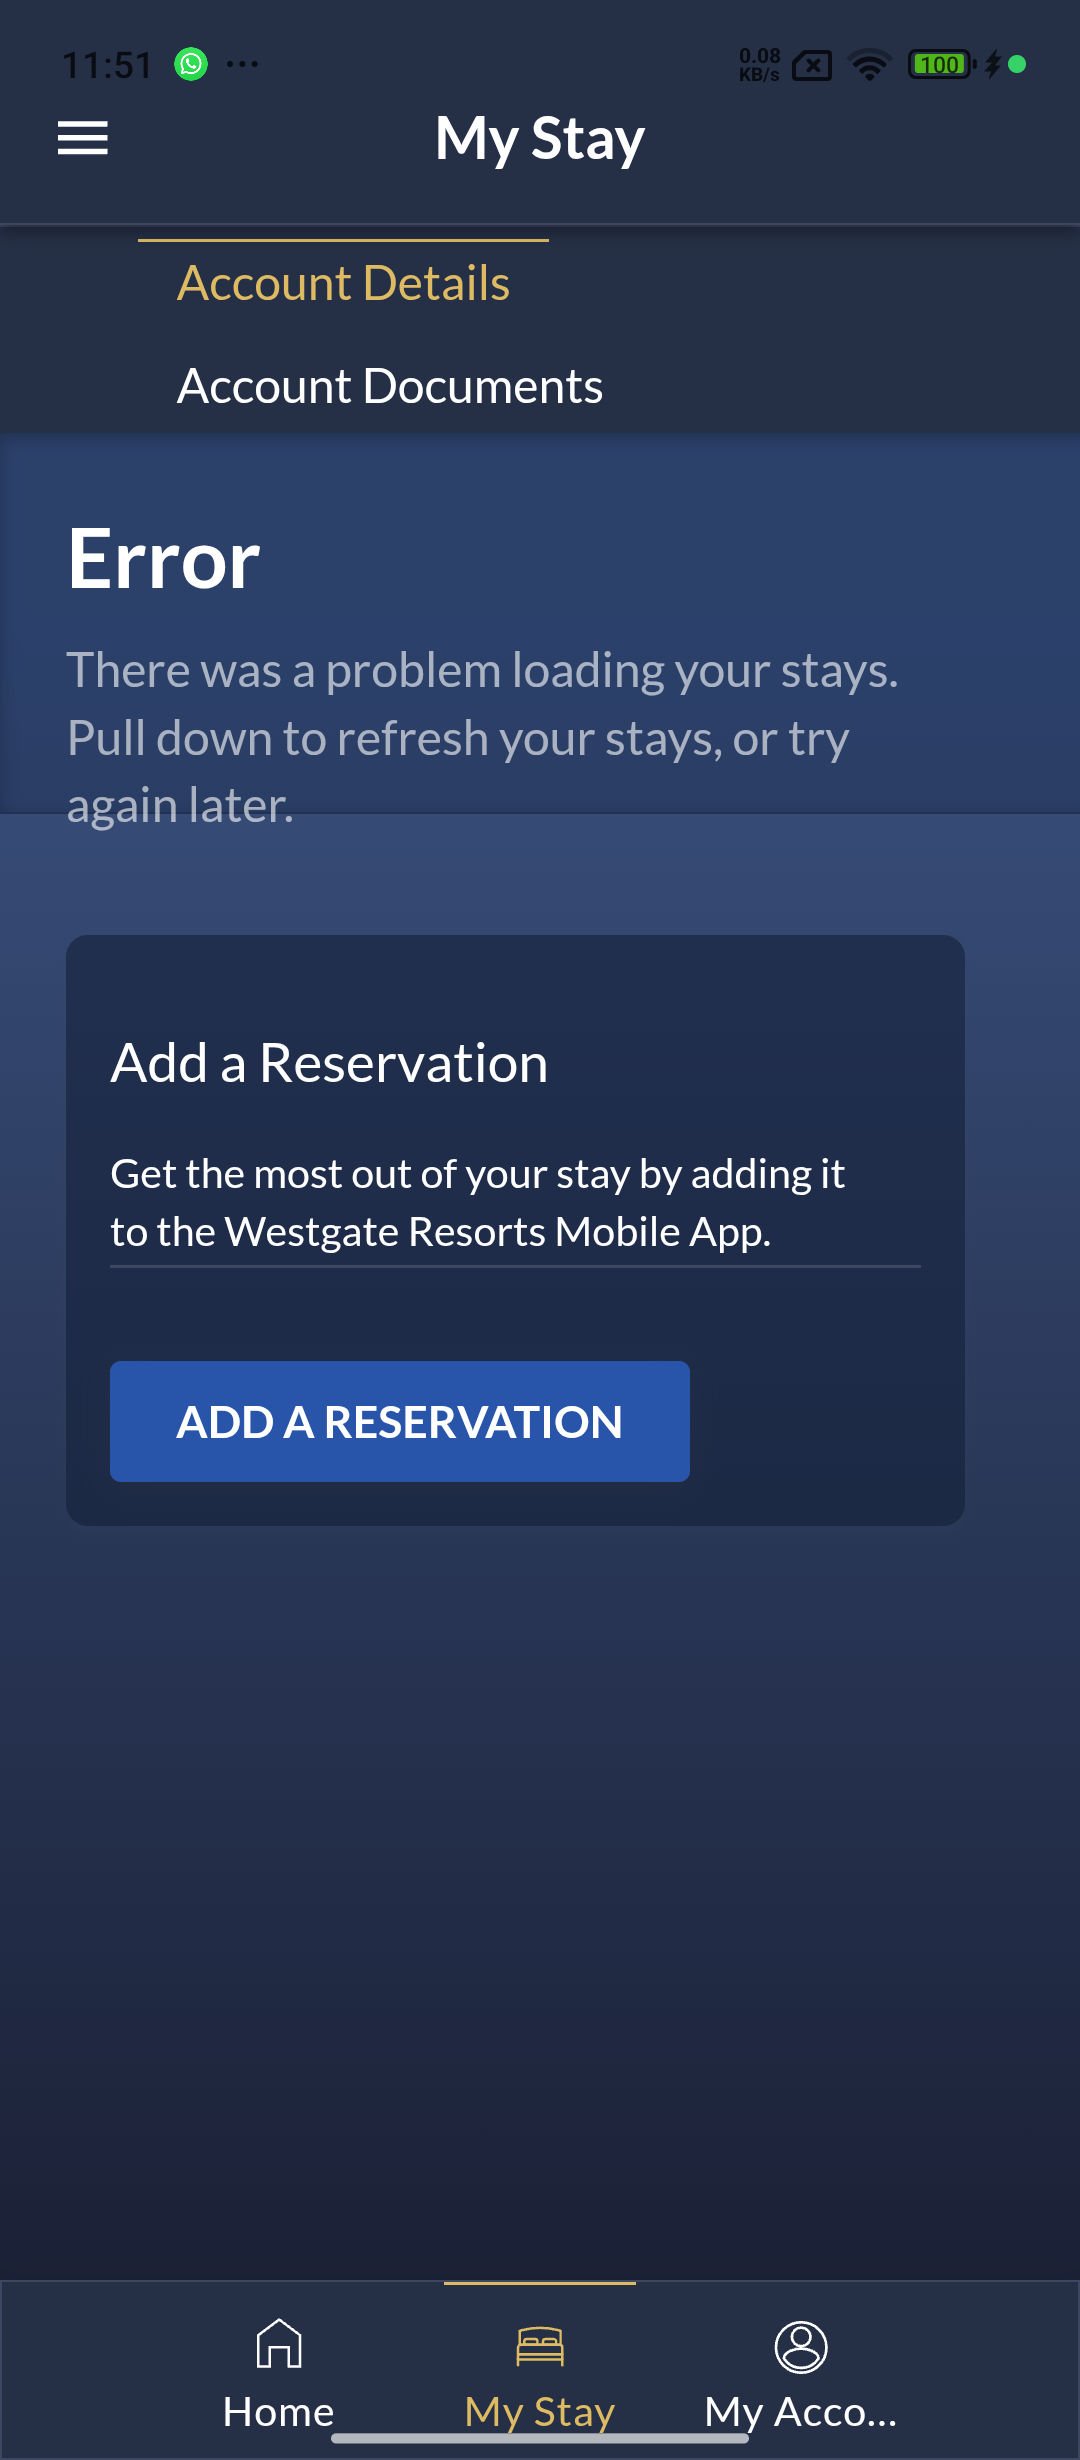 11:51 ... 0.08 KB/s 100
My Stay
Account Details
Account Documents
Error
There was a problem loading your stays.
Pull down to refresh your stays, or try
again later.
Add a Reservation
Get the most out of your stay by adding it
to the Westgate Resorts Mobile App.
ADD A RESERVATION
Home My Stay My Acco...